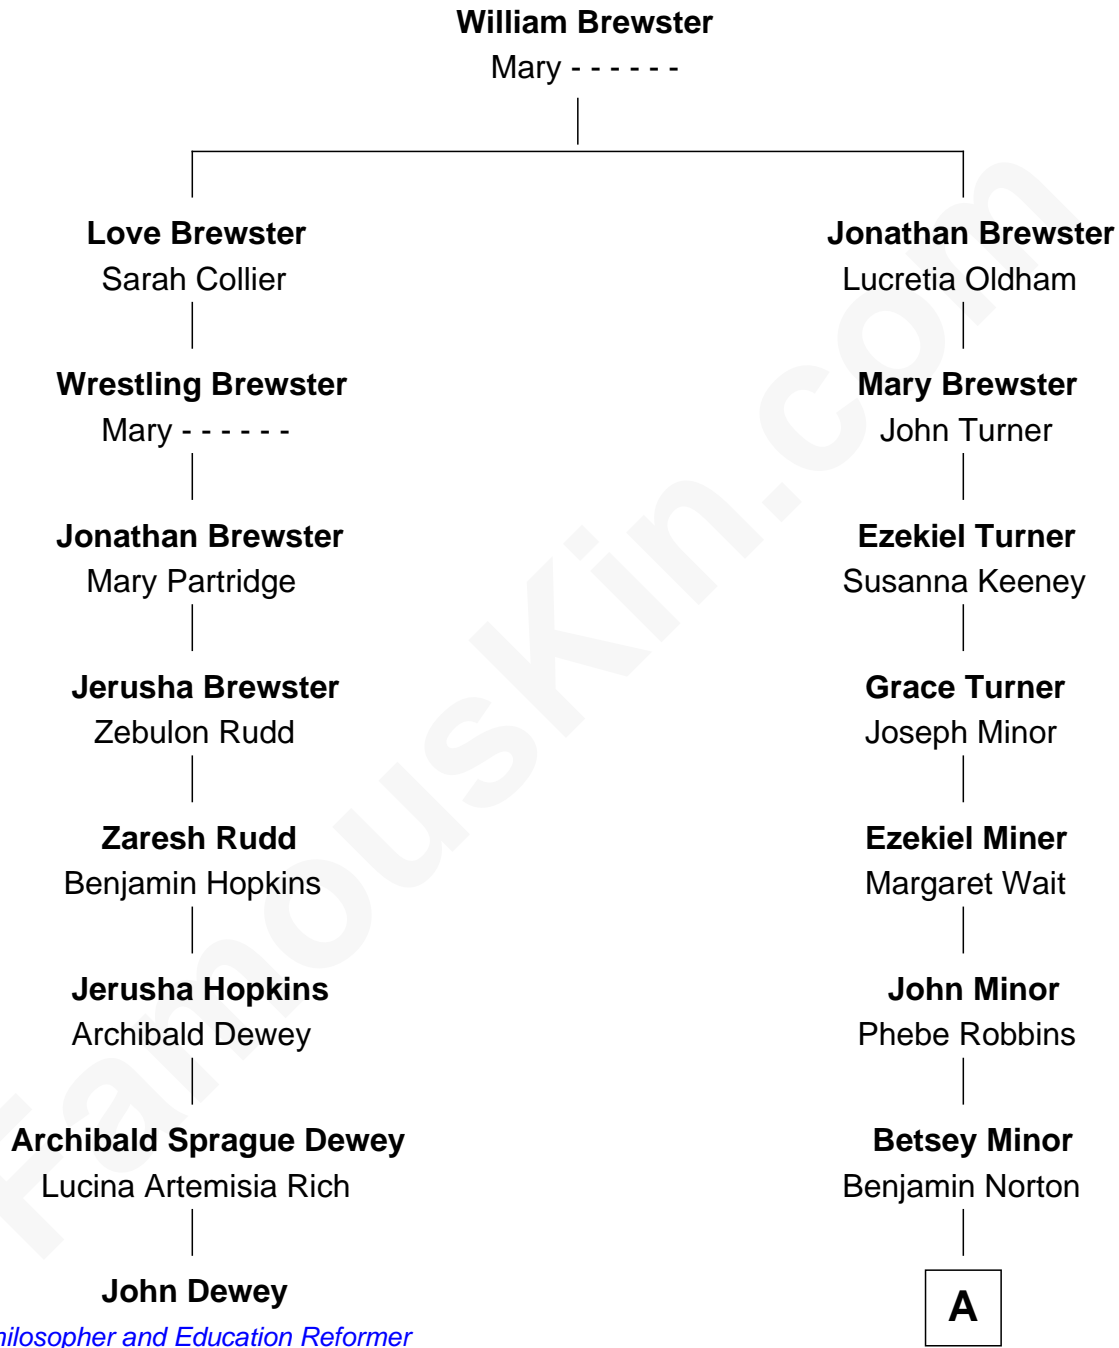 William Brewster
Mary - - - - - -
Love Brewster
Sarah Collier
Jonathan Brewster
Lucretia Oldham
Wrestling Brewster
Mary - - - - - -
Mary Brewster
John Turner
Jonathan Brewster
Mary Partridge
Ezekiel Turner
Susanna Keeney
Jerusha Brewster
Zebulon Rudd
Grace Turner
Joseph Minor
Zaresh Rudd
Benjamin Hopkins
Ezekiel Miner
Margaret Wait
Jerusha Hopkins
Archibald Dewey
John Minor
Phebe Robbins
Archibald Sprague Dewey
Lucina Artemisia Rich
Betsey Minor
Benjamin Norton
John Dewey
hilosopher and Education Reformer
A
FamousKin.com